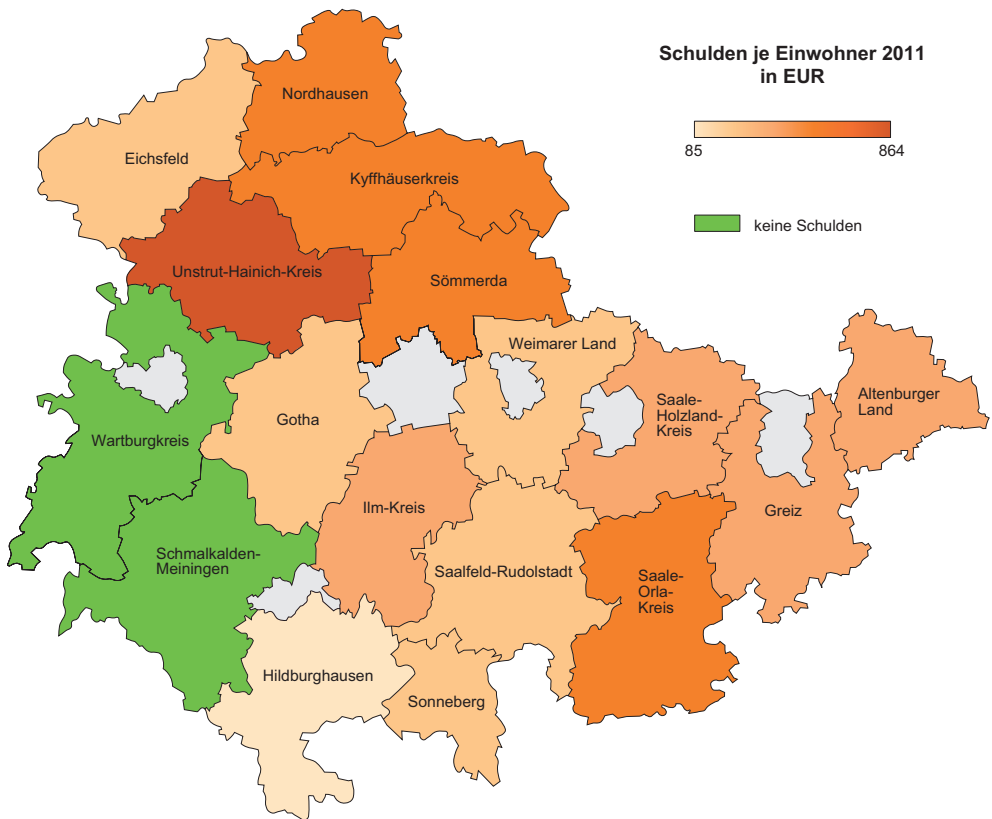 Schulden je Einwohner 2011
in EUR
85
864
keine Schulden
Nordhausen
Eichsfeld
Kyffhäuserkreis
Unstrut-Hainich-Kreis
Sömmerda
Weimarer Land
Gotha
Saale-
Holzland-
Kreis
Altenburger
Land
Wartburgkreis
Ilm-Kreis
Greiz
Schmalkalden-
Meiningen
Saalfeld-Rudolstadt
Saale-
Orla-
Kreis
Hildburghausen
Sonneberg